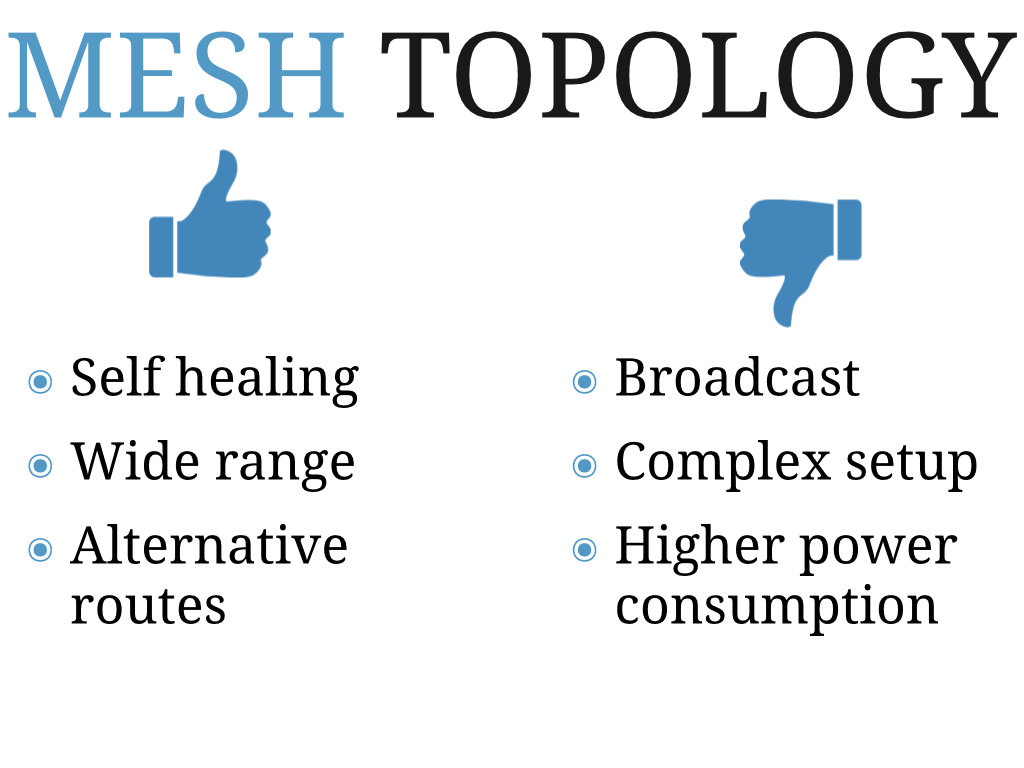 MESH TOPOLOGY
Self healing
Wide range
Alternative
routes
Broadcast
Complex setup
Higher power
consumption